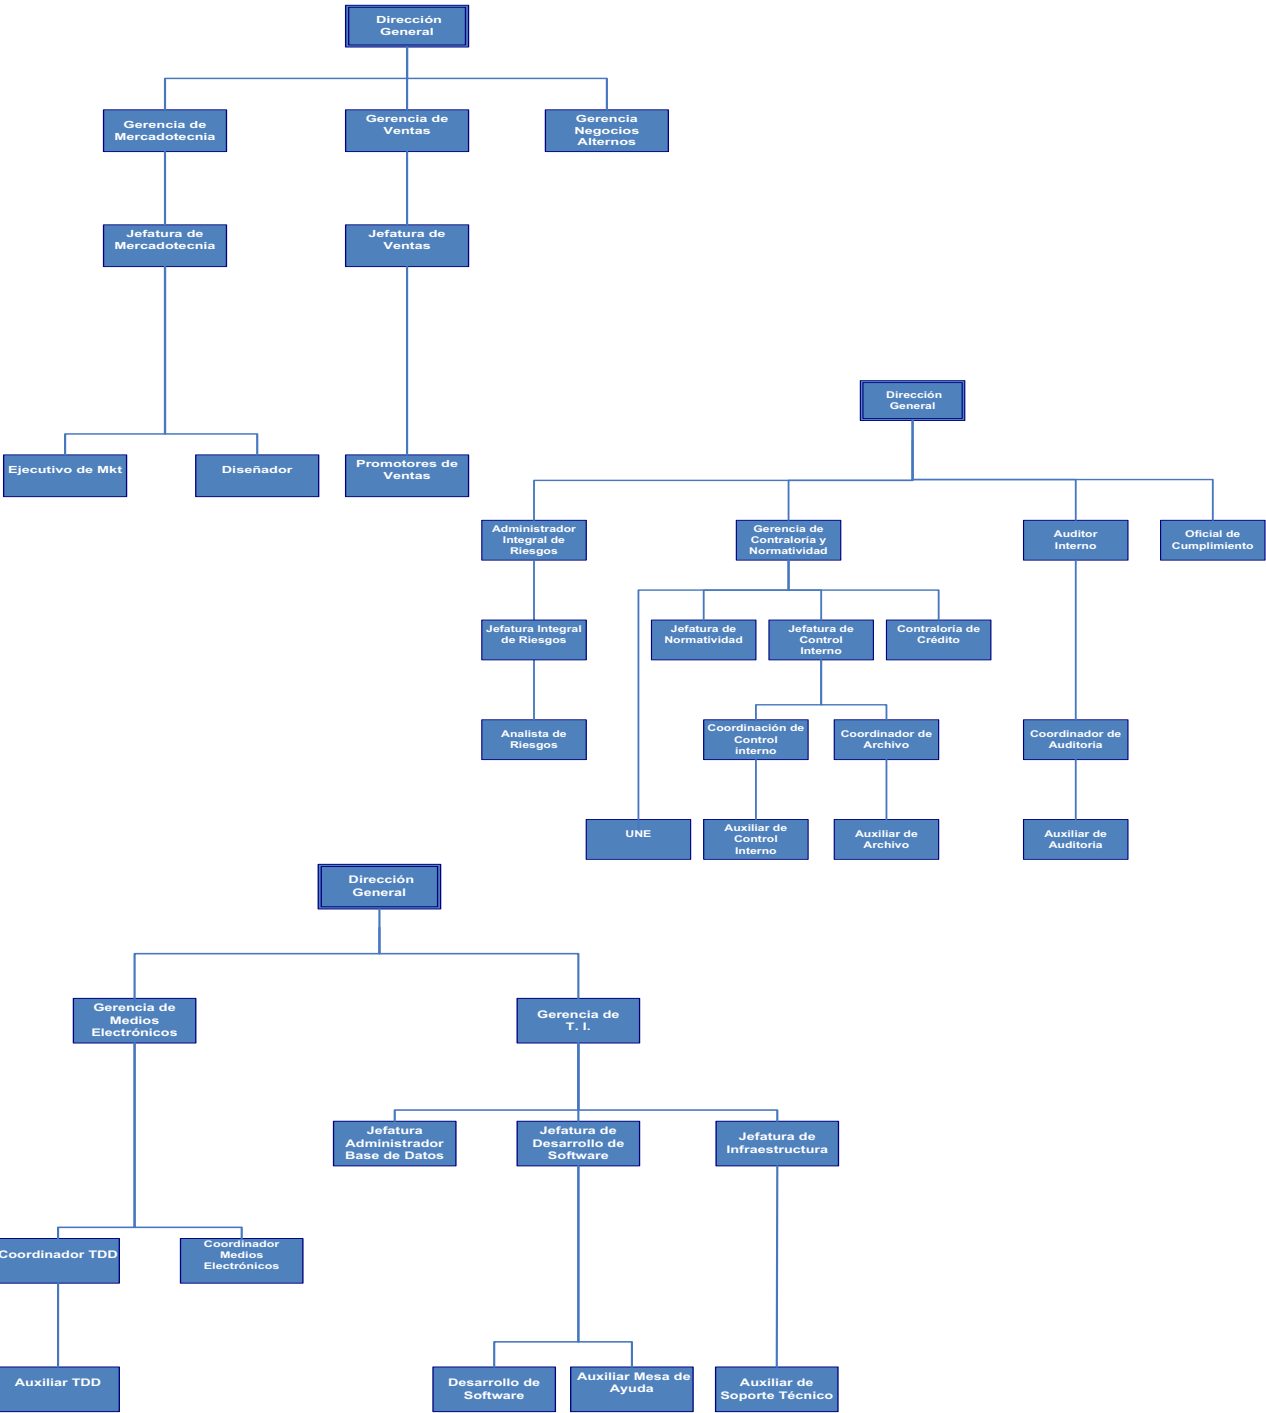 Dirección
General
Gerencia de
Mercadotecnia
Gerencia de
Ventas
Gerencia
Negocios
Alternos
Jefatura de
Mercadotecnia
Jefatura de
Ventas
Ejecutivo de Mkt
Diseñador
Promotores de
Ventas
Dirección
General
Administrador
Integral de
Riesgos
Gerencia de
Contraloría y
Normatividad
Auditor
Interno
Oficial de
Cumplimiento
Jefatura Integral
de Riesgos
Jefatura de
Normatividad
Jefatura de
Control
Interno
Contraloría de
Crédito
Analista de
Riesgos
Coordinación de
Control
interno
Coordinador de
Archivo
Coordinador de
Auditoria
UNE
Auxiliar de
Control
Interno
Auxiliar de
Archivo
Auxiliar de
Auditoria
Dirección
General
Gerencia de
Medios
Electrónicos
Gerencia de
T. I.
Jefatura
Administrador
Base de Datos
Jefatura de
Desarrollo de
Software
Jefatura de
Infraestructura
Coordinador TDD
Coordinador
Medios
Electrónicos
Auxiliar TDD
Desarrollo de
Software
Auxiliar Mesa de
Ayuda
Auxiliar de
Soporte Técnico